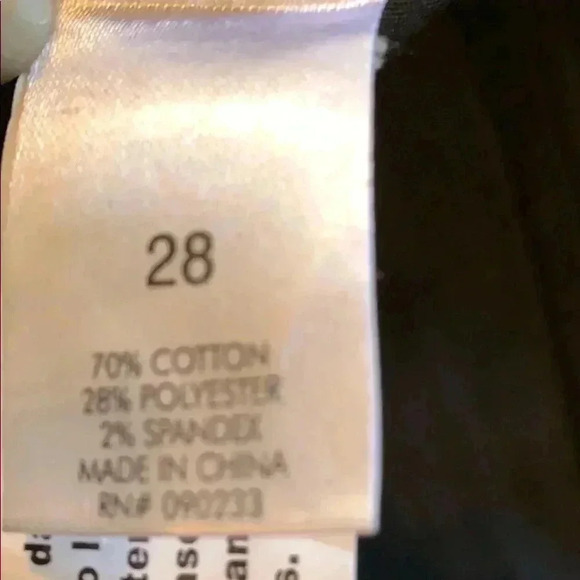 28
70% COTTON
28% POLYESTER
2% SPANDEX
MADE IN CHINA
RN# 090233